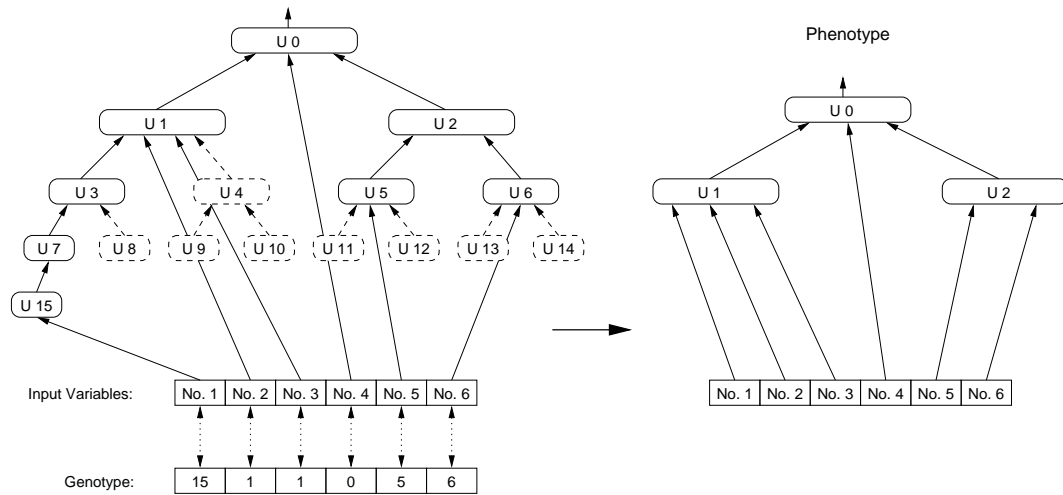 U 0
Phenotype
U 0
U 1
U 2
U 3
U 4
U 5
U 6
U 1
U 2
U 7
U 8
U 9
U 10
U 11
U 12
U 13
U 14
U 15
Input Variables:
No. 1
No. 2
No. 3
No. 4
No. 5
No. 6
No. 1
No. 2
No. 3
No. 4
No. 5
No. 6
Genotype:
15
1
1
0
5
6